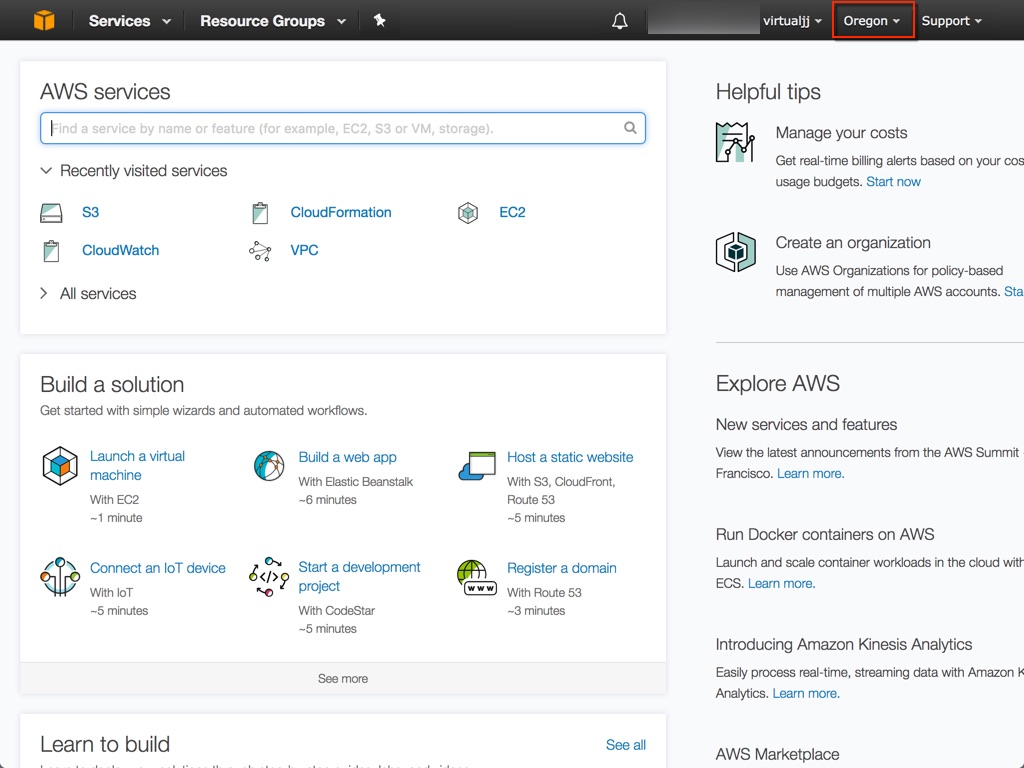 Services Resource Groups virtualjj Oregon Support
AWS services
Find a service by name or feature (for example, EC2, S3 or VM, storage).
Recently visited services
S3 CloudFormation EC2
CloudWatch VPC
All services
Build a solution
Get started with simple wizards and automated workflows.
Launch a virtual
machine
With EC2
~1 minute
Build a web app
With Elastic Beanstalk
~6 minutes
Host a static website
With S3, CloudFront,
Route 53
~5 minutes
Connect an IoT device
With IoT
~5 minutes
Start a development
project
With CodeStar
~5 minutes
Register a domain
With Route 53
~3 minutes
See more
Learn to build See all
Helpful tips
Manage your costs
Get real-time billing alerts based on your cos
usage budgets. Start now
Create an organization
Use AWS Organizations for policy-based
management of multiple AWS accounts. Sta
Explore AWS
New services and features
View the latest announcements from the AWS Summit
Francisco. Learn more.
Run Docker containers on AWS
Launch and scale container workloads in the cloud with
ECS. Learn more.
Introducing Amazon Kinesis Analytics
Easily process real-time, streaming data with Amazon K
Analytics. Learn more.
AWS Marketplace